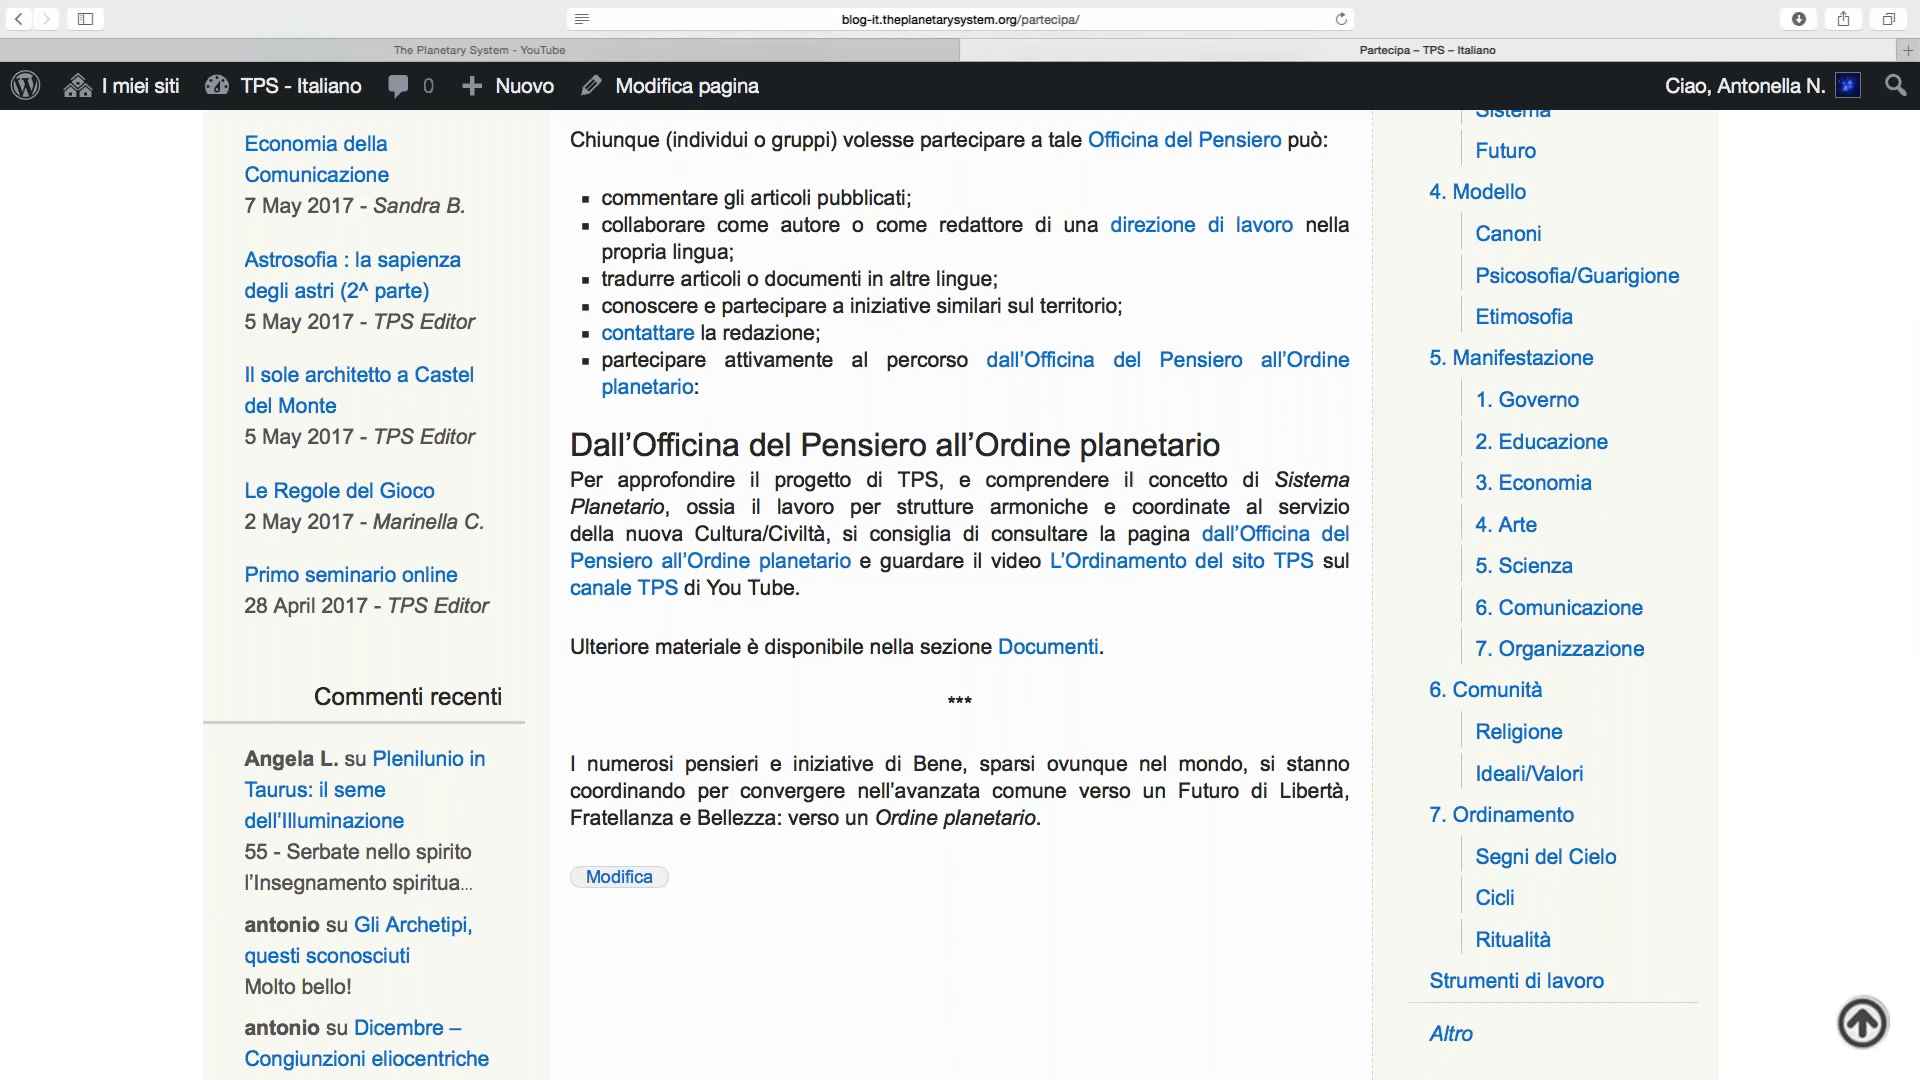 blog-it.theplanetarysystem.org/partecipa/
The Planetary System - YouTube
Partecipa – TPS – Italiano
I miei siti
TPS - Italiano
0
Nuovo
Modifica pagina
Ciao, Antonella N.
Economia della
Comunicazione
7 May 2017 - Sandra B.
Astrosofia : la sapienza
degli astri (2^ parte)
5 May 2017 - TPS Editor
Il sole architetto a Castel
del Monte
5 May 2017 - TPS Editor
Le Regole del Gioco
2 May 2017 - Marinella C.
Primo seminario online
28 April 2017 - TPS Editor
Commenti recenti
Angela L. su Plenilunio in
Taurus: il seme
dell’Illuminazione
55 - Serbate nello spirito
l’Insegnamento spiritua...
antonio su Gli Archetipi,
questi sconosciuti
Molto bello!
antonio su Dicembre –
Congiunzioni eliocentriche
Chiunque (individui o gruppi) volesse partecipare a tale Officina del Pensiero può:
▪ commentare gli articoli pubblicati;
▪ collaborare come autore o come redattore di una direzione di lavoro nella
propria lingua;
▪ tradurre articoli o documenti in altre lingue;
▪ conoscere e partecipare a iniziative similari sul territorio;
▪ contattare la redazione;
▪ partecipare attivamente al percorso dall’Officina del Pensiero all’Ordine
planetario:
Dall’Officina del Pensiero all’Ordine planetario
Per approfondire il progetto di TPS, e comprendere il concetto di Sistema
Planetario, ossia il lavoro per strutture armoniche e coordinate al servizio
della nuova Cultura/Civiltà, si consiglia di consultare la pagina dall’Officina del
Pensiero all’Ordine planetario e guardare il video L’Ordinamento del sito TPS sul
canale TPS di You Tube.
Ulteriore materiale è disponibile nella sezione Documenti.
***
I numerosi pensieri e iniziative di Bene, sparsi ovunque nel mondo, si stanno
coordinando per convergere nell’avanzata comune verso un Futuro di Libertà,
Fratellanza e Bellezza: verso un Ordine planetario.
Modifica
Sistema
Futuro
4. Modello
Canoni
Psicosofia/Guarigione
Etimosofia
5. Manifestazione
1. Governo
2. Educazione
3. Economia
4. Arte
5. Scienza
6. Comunicazione
7. Organizzazione
6. Comunità
Religione
Ideali/Valori
7. Ordinamento
Segni del Cielo
Cicli
Ritualità
Strumenti di lavoro
Altro